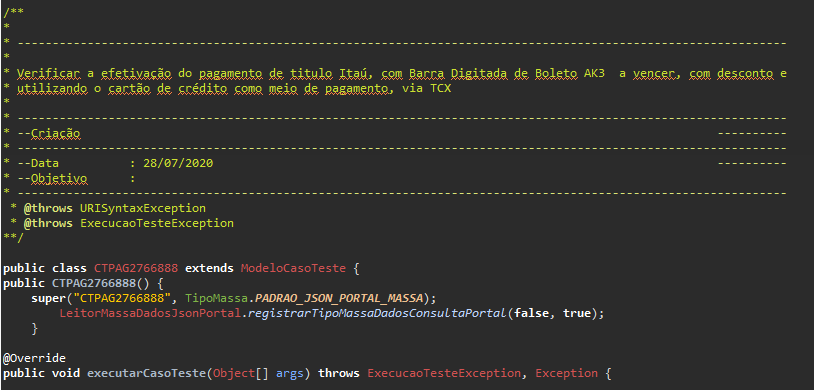 /**
*
* ---------------------------------------------------------------------------------------------------------
*
* Verificar a efetivação do pagamento de titulo Itaú, com Barra Digitada de Boleto AK3  a vencer, com desconto e
* utilizando o cartão de crédito como meio de pagamento, via TCX
*
* ---------------------------------------------------------------------------------------------------------
* --Criação                                                                                       ----------
* ---------------------------------------------------------------------------------------------------------
* --Data          : 28/07/2020                                                                    ----------
* --Objetivo      :
* ---------------------------------------------------------------------------------------------------------
 * @throws URISyntaxException
 * @throws ExecucaoTesteException
**/
public class CTPAG2766888 extends ModeloCasoTeste {
public CTPAG2766888() {
    super("CTPAG2766888", TipoMassa.PADRAO_JSON_PORTAL_MASSA);
        LeitorMassaDadosJsonPortal.registrarTipoMassaDadosConsultaPortal(false, true);
    }
@Override
public void executarCasoTeste(Object[] args) throws ExecucaoTesteException, Exception {